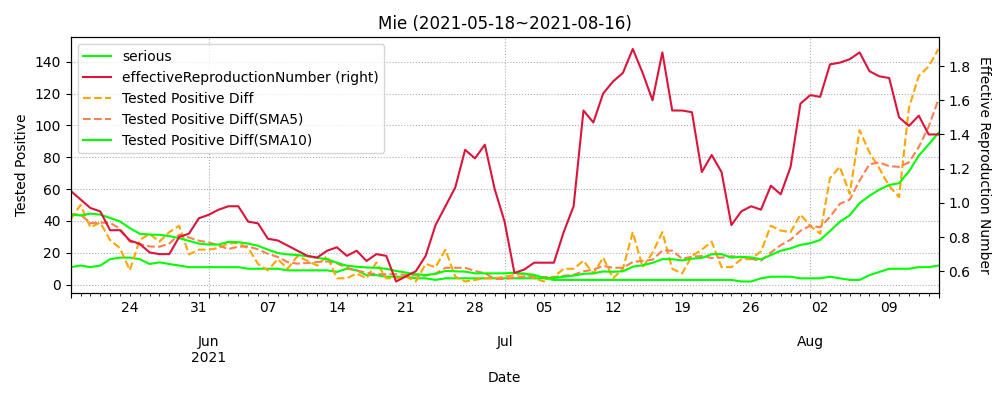 Mie (2021-05-18~2021-08-16)
serious
effectiveReproductionNumber (right)
Tested Positive Diff
Tested Positive Diff(SMA5)
Tested Positive Diff(SMA10)
Tested Positive
140
120
100
80
60
40
20
0
1.8
1.6
1.4
1.2
1.0
0.8
0.6
Effective Reproduction Number
24 31 07 14 21 28 05 12 19 26 02 09
Jun Jul Aug
2021
Date